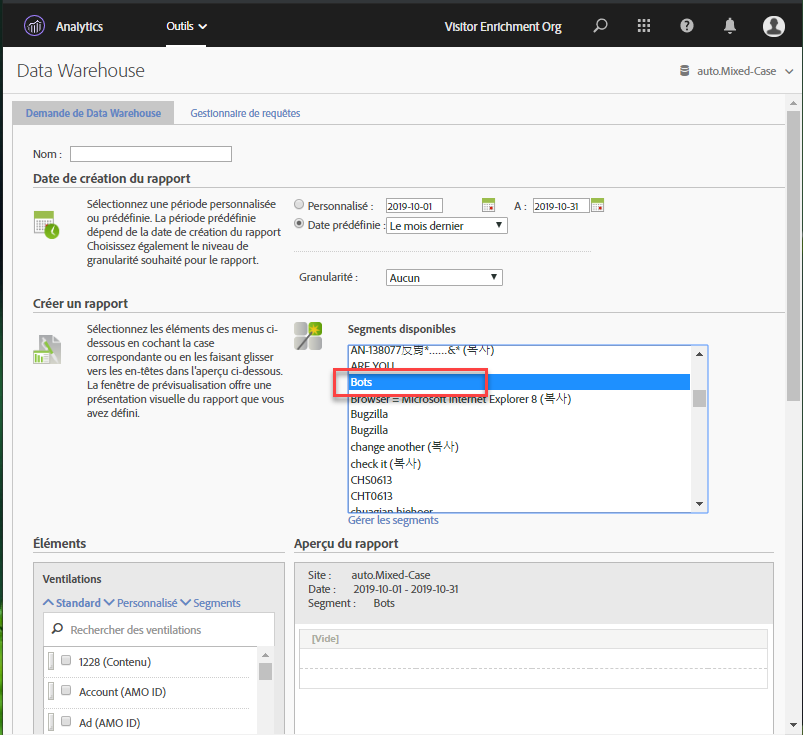 Analytics Outils Visitor Enrichment Org
Data Warehouse auto.Mixed-Case
Demande de Data Warehouse Gestionnaire de requêtes
Nom :
Date de création du rapport
Sélectionnez une période personnalisée
ou prédéfinie. La période prédéfinie
dépend de la date de création du rapport
Choisissez également le niveau de
granularité souhaité pour le rapport.
Personnalisé : 2019-10-01 A : 2019-10-31
Date prédéfinie : Le mois dernier
Granularité : Aucun
Créer un rapport
Sélectionnez les éléments des menus ci-
dessous en cochant la case
correspondante ou en les faisant glisser
vers les en-têtes dans l'aperçu ci-dessous.
La fenêtre de prévisualisation offre une
présentation visuelle du rapport que vous
avez défini.
Segments disponibles
(복사)
ARE YOU
Bots
Browser = Microsoft Internet Explorer 8 (복사)
Bugzilla
Bugzilla
change another (복사)
check it (복사)
CHS0613
CHT0613
Gérer les segments
Éléments
Ventilations
Standard Personnalisé Segments
Rechercher des ventilations
1228 (Contenu)
Account (AMO ID)
Ad (AMO ID)
Aperçu du rapport
Site : auto.Mixed-Case
Date : 2019-10-01 - 2019-10-31
Segment : Bots
[Vide]